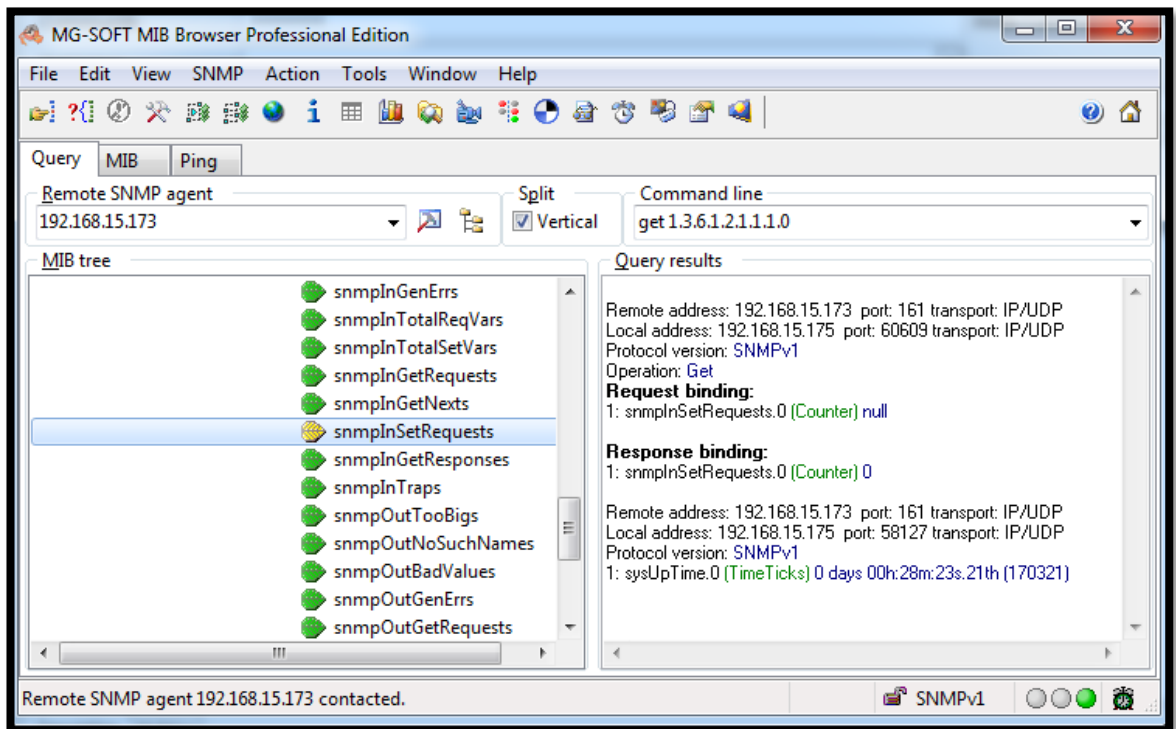 MG-SOFT MIB Browser Professional Edition
File Edit View SNMP Action Tools Window Help
Query MIB Ping
Remote SNMP agent Split Command line
192.168.15.173 Vertical get 1.3.6.1.2.1.1.1.0
MIB tree Query results
snmpInGenErrs
snmpInTotalReqVars
snmpInTotalSetVars
snmpInGetRequests
snmpInGetNexts
snmpInSetRequests
snmpInGetResponses
snmpInTraps
snmpOutTooBigs
snmpOutNoSuchNames
snmpOutBadValues
snmpOutGenErrs
snmpOutGetRequests
Remote address: 192.168.15.173 port: 161 transport: IP/UDP
Local address: 192.168.15.175 port: 60609 transport: IP/UDP
Protocol version: SNMPv1
Operation: Get
Request binding:
1: snmpInSetRequests.0 (Counter) null
Response binding:
1: snmpInSetRequests.0 (Counter) 0
Remote address: 192.168.15.173 port: 161 transport: IP/UDP
Local address: 192.168.15.175 port: 58127 transport: IP/UDP
Protocol version: SNMPv1
1: sysUpTime.0 (TimeTicks) 0 days 00h:28m:23s.21th (170321)
Remote SNMP agent 192.168.15.173 contacted. SNMPv1